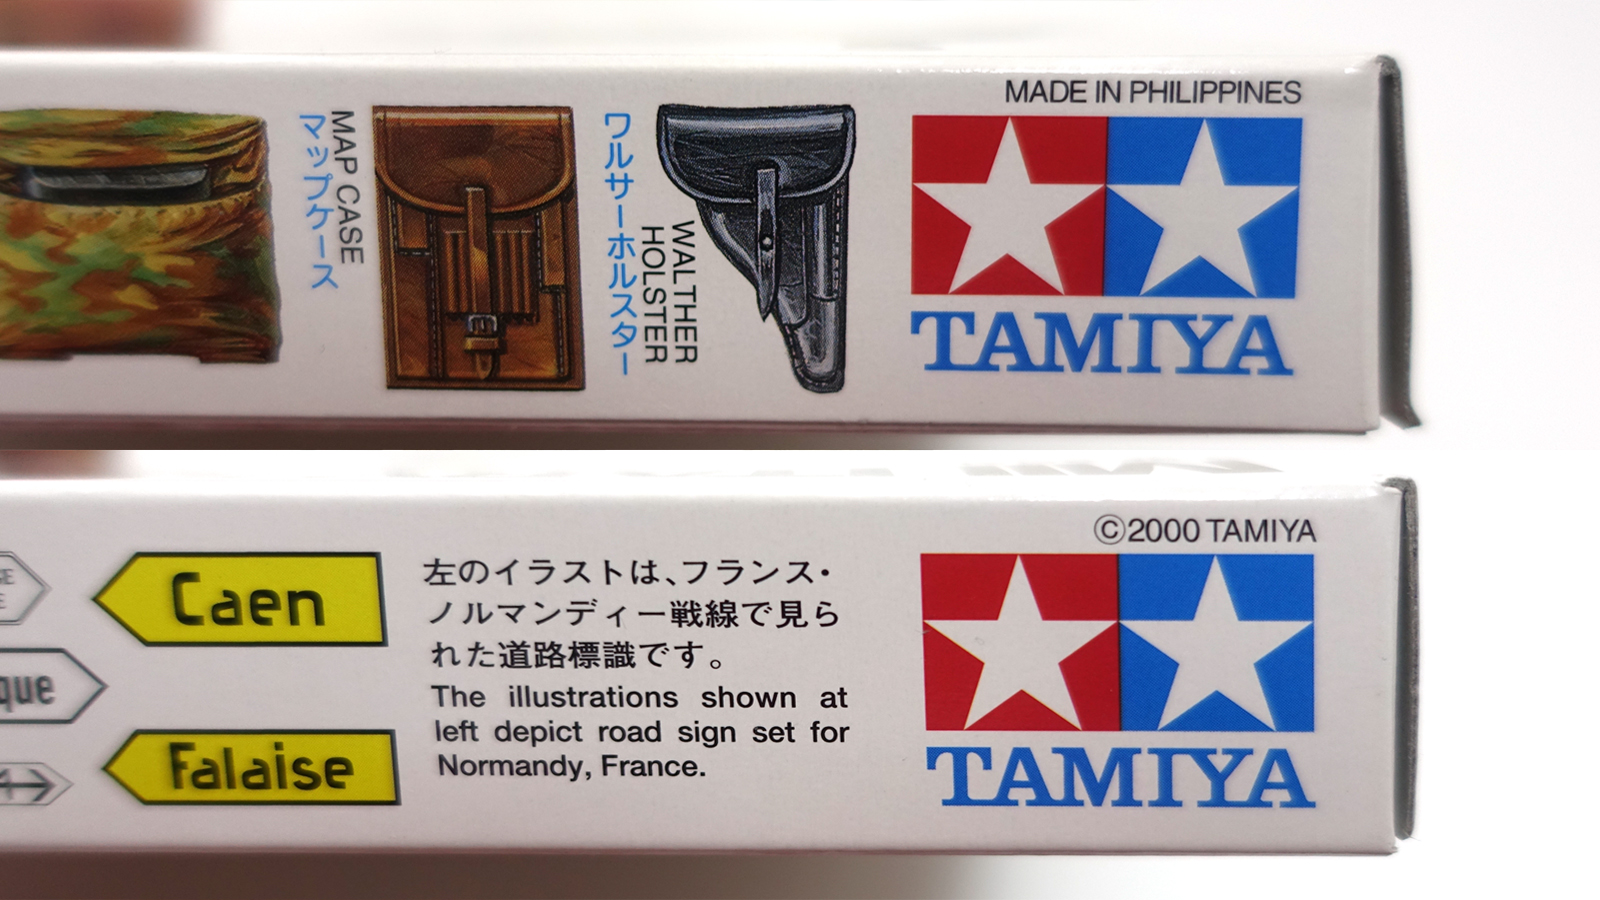 MADE IN PHILIPPINES
MAP CASE
マップケース
WALTHER
HOLSTER
ワルサーホルスター
TAMIYA
©2000 TAMIYA
Caen
左のイラストは、フランス・
ノルマンディー戦線で見ら
れた道路標識です。
The illustrations shown at
left depict road sign set for
Normandy, France.
que
Falaise
TAMIYA